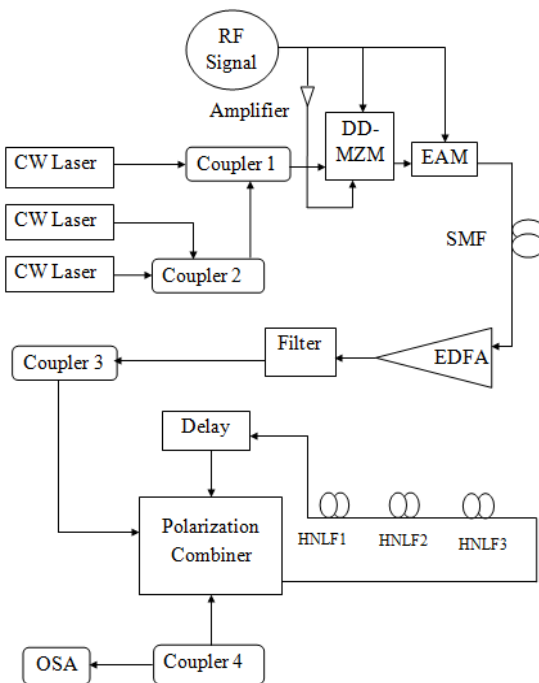 RF
Signal
Amplifier
DD-
MZM
EAM
CW Laser
Coupler 1
CW Laser
CW Laser
Coupler 2
SMF
Coupler 3
Filter
EDFA
Delay
Polarization
Combiner
HNLF1
HNLF2
HNLF3
OSA
Coupler 4